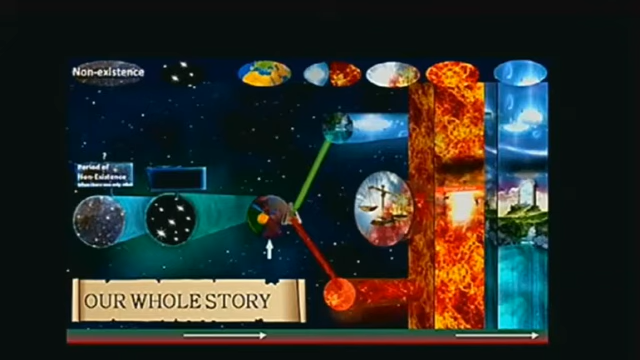 Non-existence
?
Period of
Non-Existence
OUR WHOLE STORY